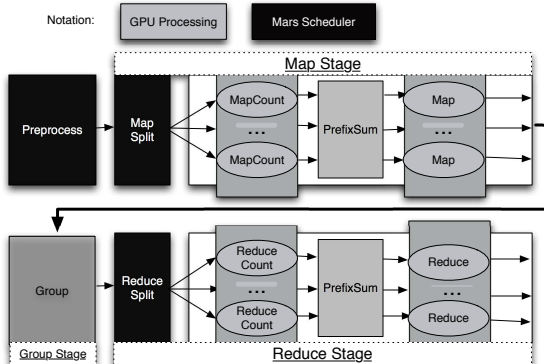 Notation:
GPU Processing
Mars Scheduler
Map Stage
Preprocess
Map
Split
MapCount
...
MapCount
PrefixSum
Map
...
Map
Group
Group Stage
Reduce
Split
Reduce
Count
...
Reduce
Count
PrefixSum
Reduce
...
Reduce
Reduce Stage